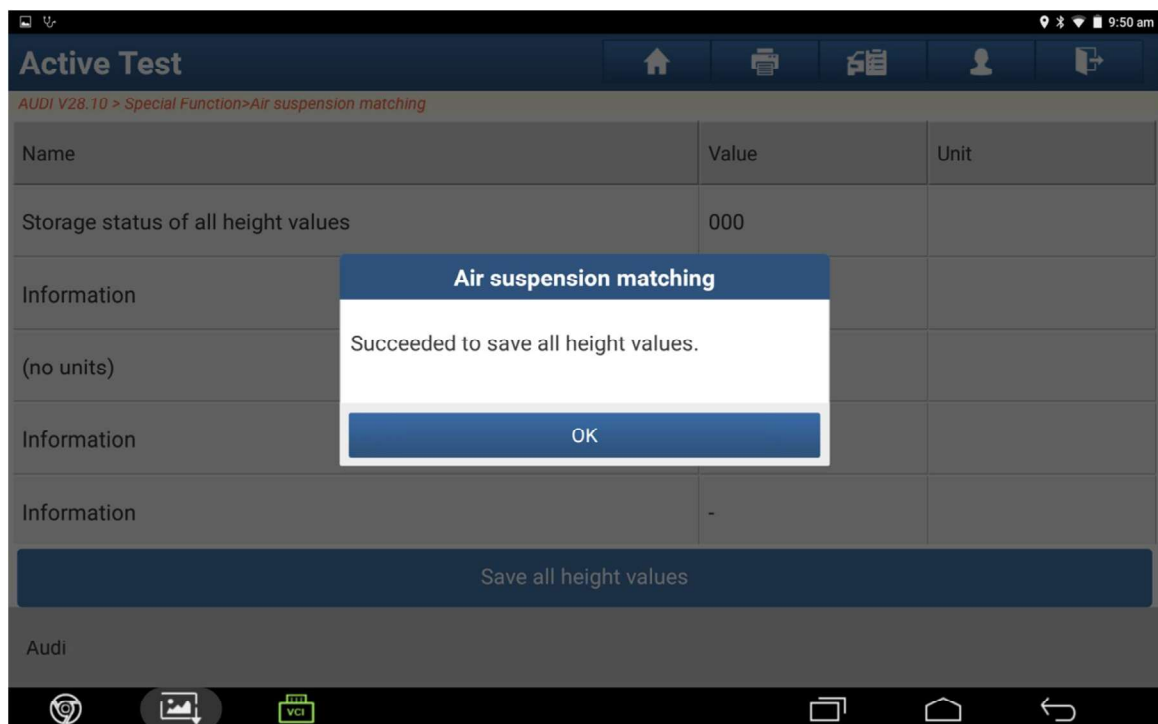 9:50 am
Active Test
AUDI V28.10 > Special Function>Air suspension matching
Name Value Unit
Storage status of all height values 000
Information
(no units)
Information
Information -
Air suspension matching
Succeeded to save all height values.
OK
Save all height values
Audi
VCI